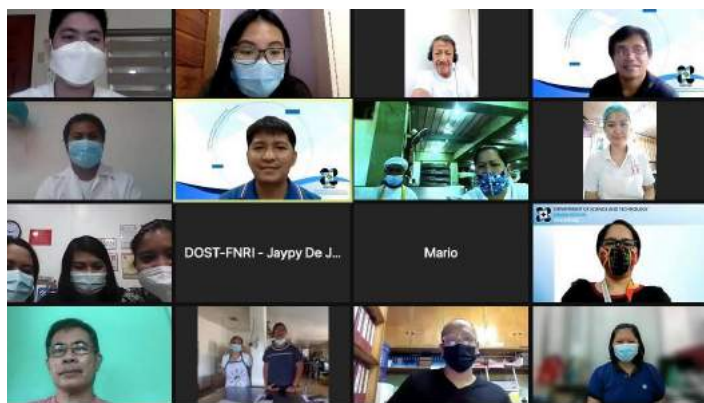 DOST-FNRI - Jaypy De J...
Mario
DEPARTMENT OF SCIENCE AND TECHNOLOGY